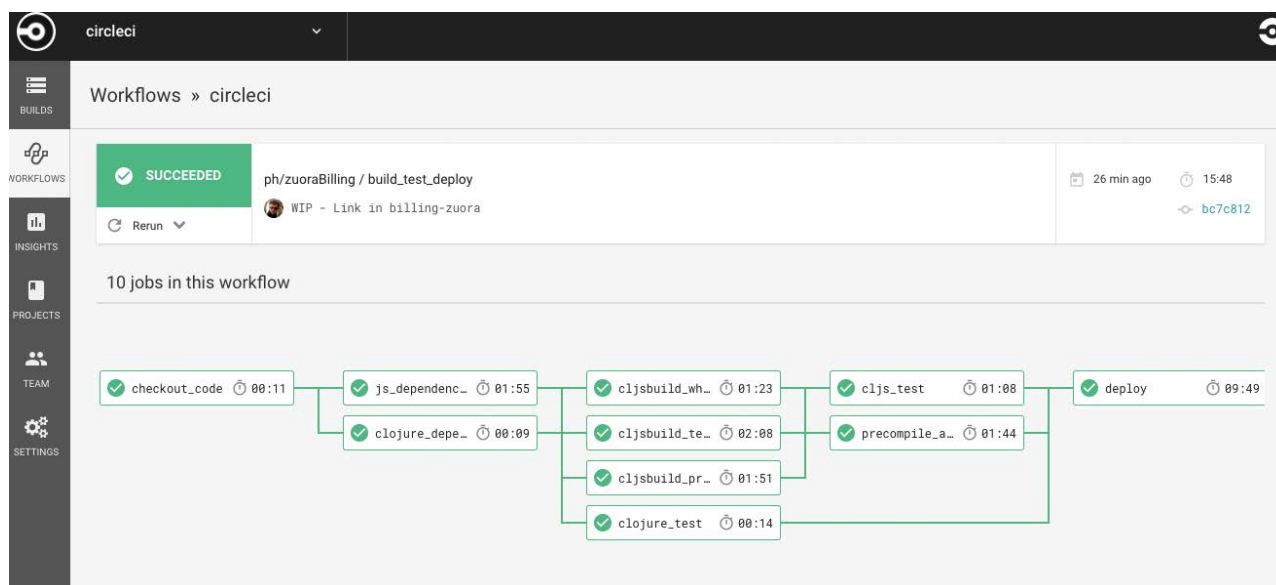 circleci
BUILDS
Workflows » circleci
WORKFLOWS
SUCCEEDED
ph/zuoraBilling / build_test_deploy
26 min ago 15:48
WIP - Link in billing-zuora
bc7c812
Rerun
INSIGHTS
10 jobs in this workflow
PROJECTS
TEAM
checkout_code 00:11
js_dependenc… 01:55
cljsbuild_wh… 01:23
cljs_test 01:08
deploy 09:49
clojure_depe… 00:09
cljsbuild_te… 02:08
precompile_a… 01:44
SETTINGS
cljsbuild_pr… 01:51
clojure_test 00:14